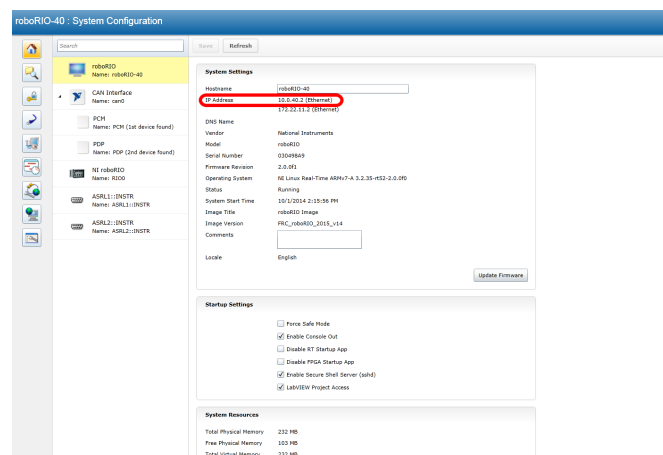 roboRIO-40 : System Configuration
Search
Save Refresh
roboRIO
Name: roboRIO-40
CAN Interface
Name: can0
PCM
Name: PCM (1st device found)
PDP
Name: PDP (2nd device found)
NI roboRIO
Name: RIO0
ASRL1::INSTR
Name: ASRL1::INSTR
ASRL2::INSTR
Name: ASRL2::INSTR
System Settings
Hostname roboRIO-40
IP Address 10.0.40.2 (Ethernet)
172.22.11.2 (Ethernet)
DNS Name
Vendor National Instruments
Model roboRIO
Serial Number 030498A9
Firmware Revision 2.0.0f1
Operating System NI Linux Real-Time ARMv7-A 3.2.35-rt52-2.0.0f0
Status Running
System Start Time 10/1/2014 2:15:56 PM
Image Title roboRIO Image
Image Version FRC_roboRIO_2015_v14
Comments
Locale English
Update Firmware
Startup Settings
Force Safe Mode
Enable Console Out
Disable RT Startup App
Disable FPGA Startup App
Enable Secure Shell Server (sshd)
LabVIEW Project Access
System Resources
Total Physical Memory 232 MB
Free Physical Memory 103 MB
Total Virtual Memory 232 MB